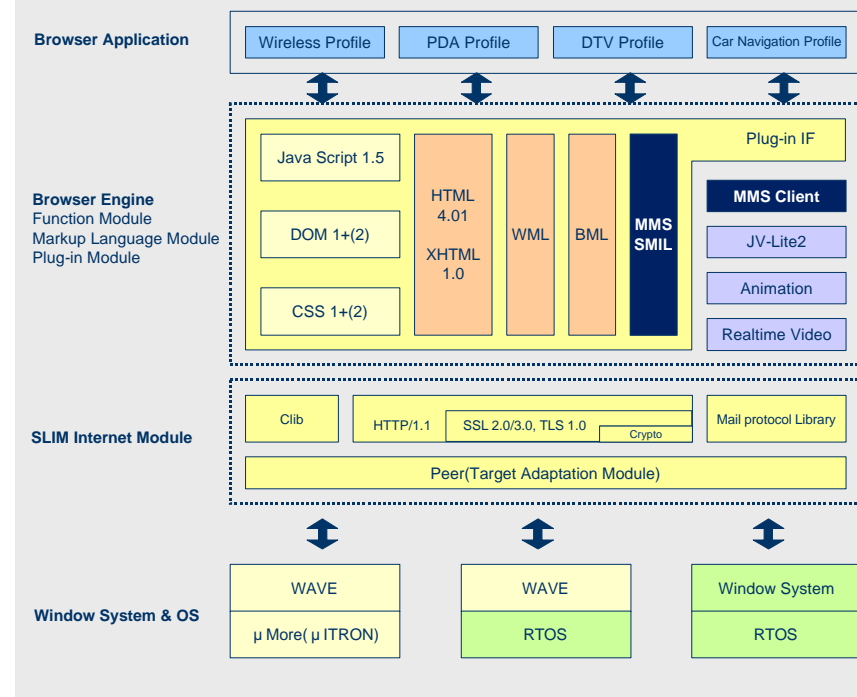 Browser Application
Wireless Profile
PDA Profile
DTV Profile
Car Navigation Profile
Browser Engine
Function Module
Markup Language Module
Plug-in Module
Java Script 1.5
DOM 1+(2)
CSS 1+(2)
HTML
4.01
XHTML
1.0
WML
BML
MMS
SMIL
Plug-in IF
MMS Client
JV-Lite2
Animation
Realtime Video
SLIM Internet Module
Clib
HTTP/1.1
SSL 2.0/3.0, TLS 1.0
Crypto
Mail protocol Library
Peer(Target Adaptation Module)
Window System & OS
WAVE
μ More( μ ITRON)
WAVE
RTOS
Window System
RTOS